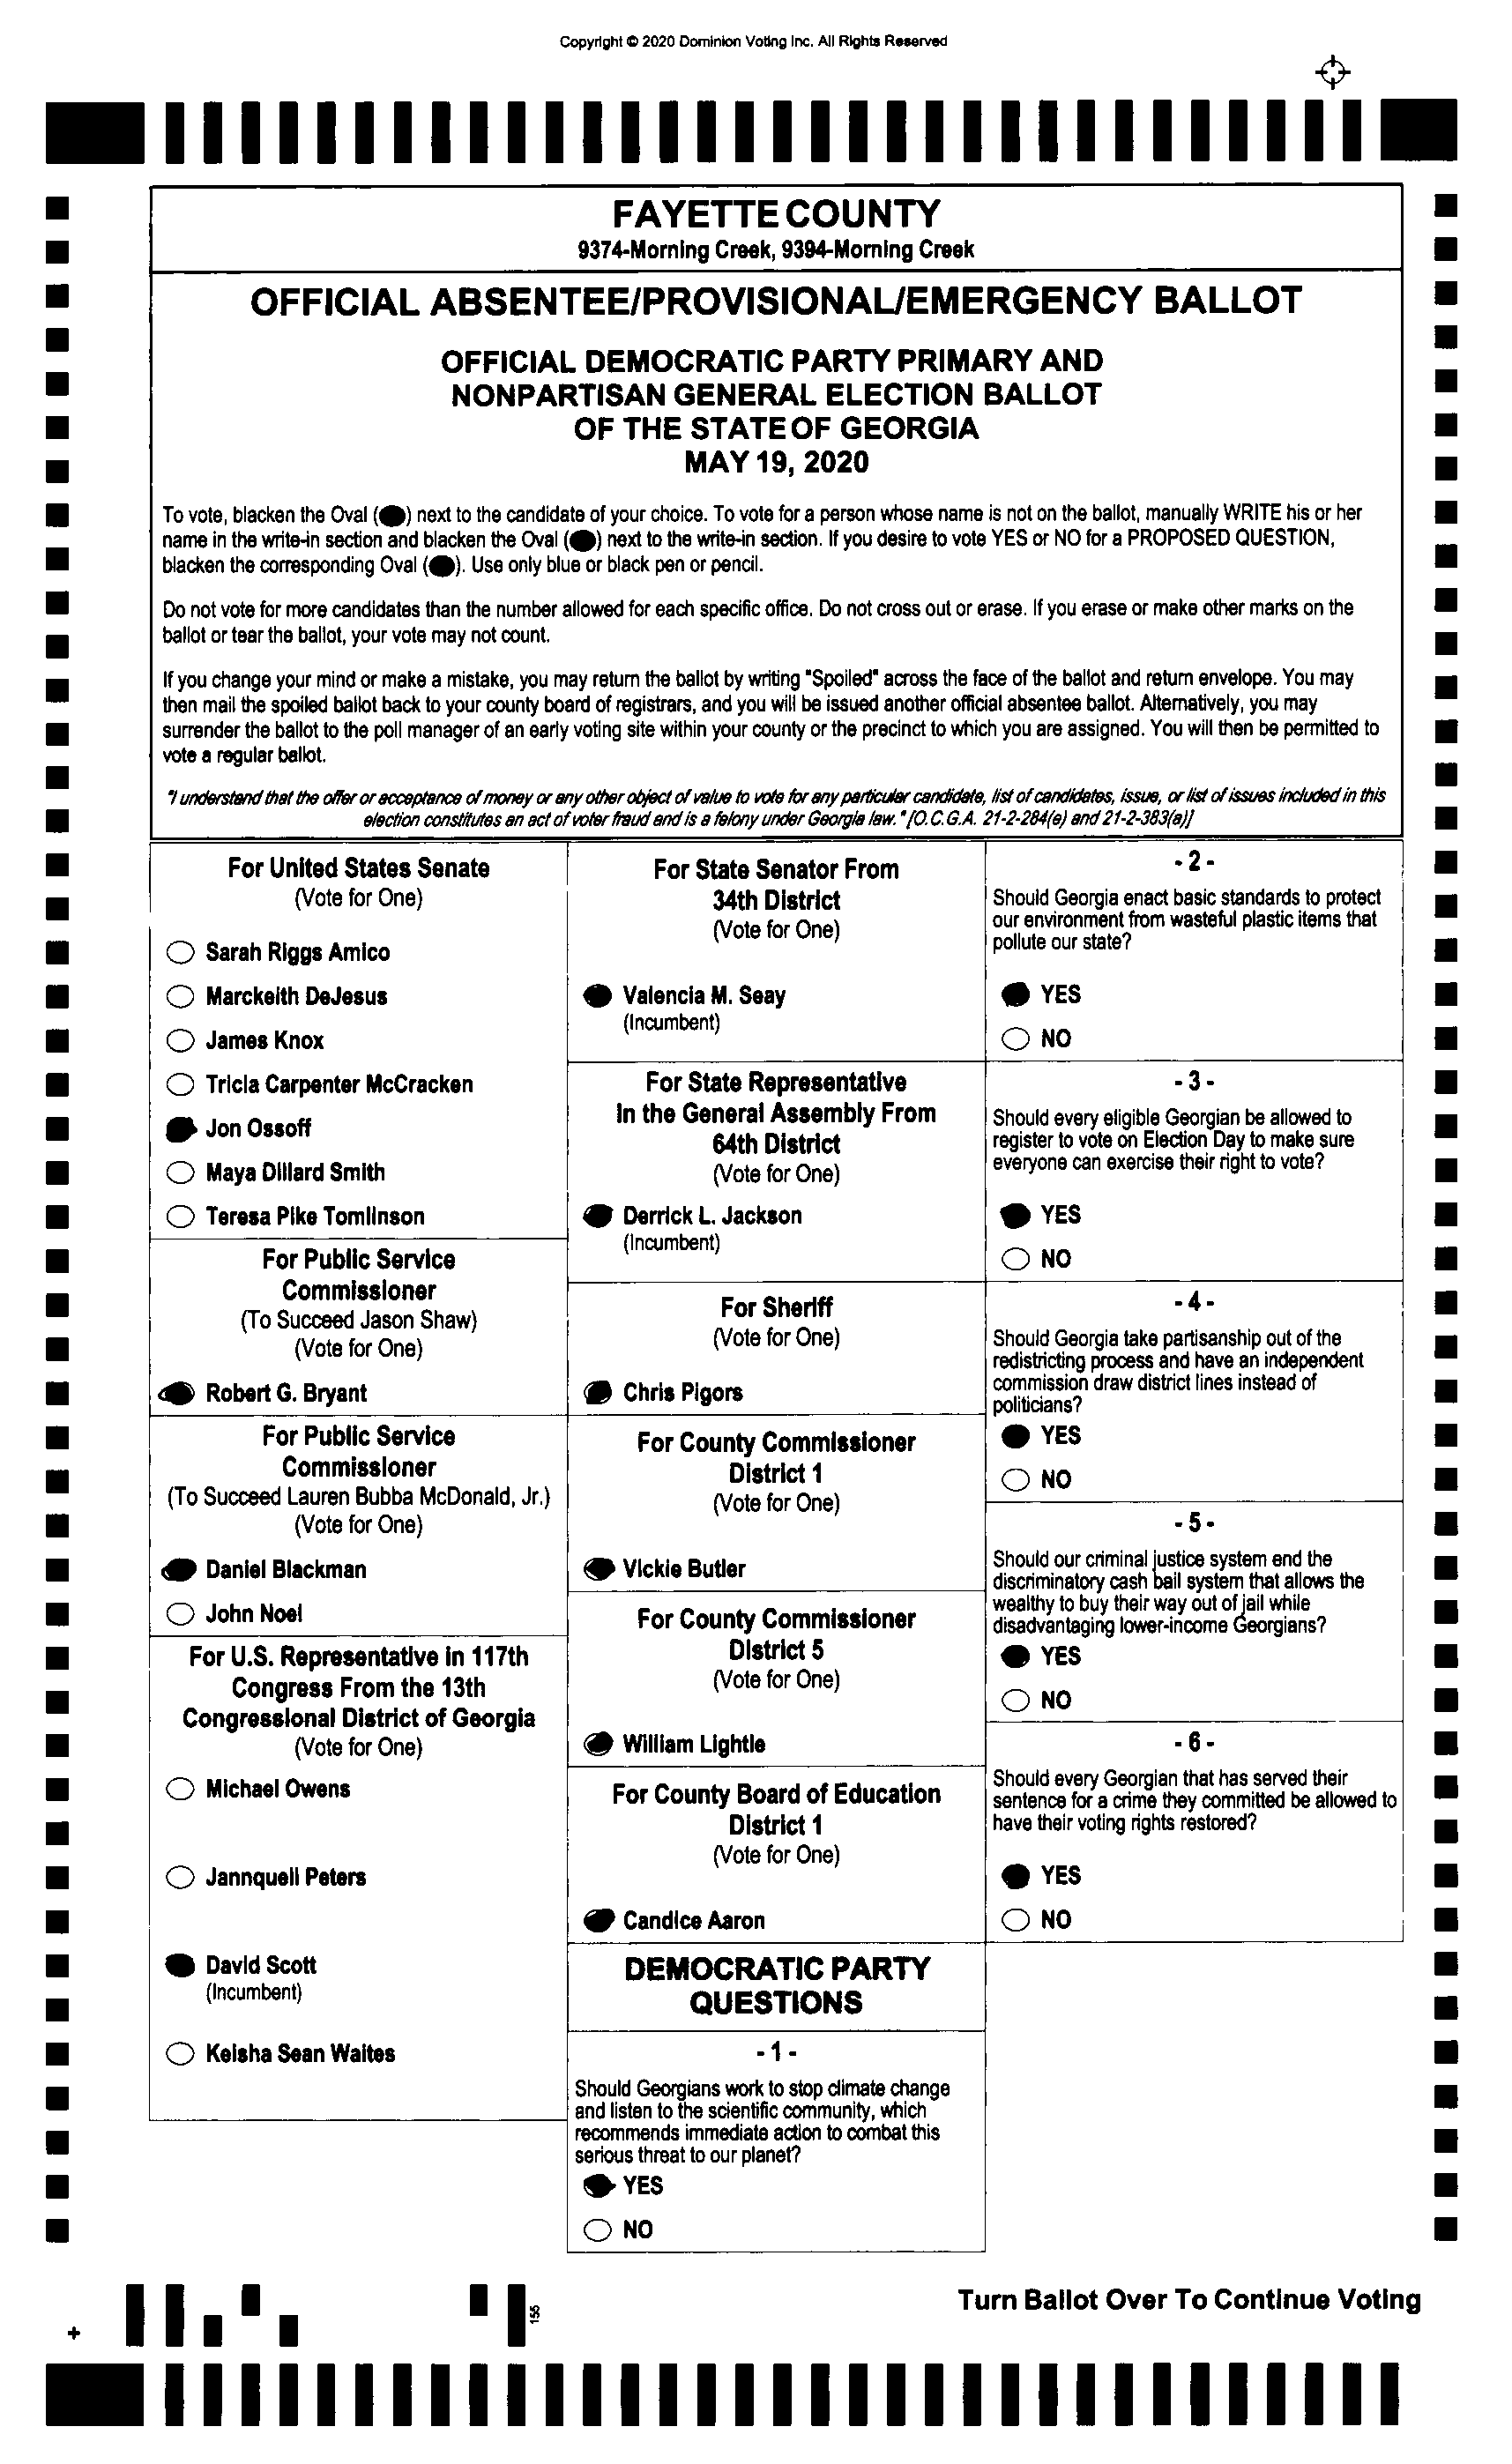 Copyright © 2020 Dominion Voting Inc. All Rights Reserved
FAYETTE COUNTY
9374-Morning Creek, 9394-Morning Creek
OFFICIAL ABSENTEE/PROVISIONAL/EMERGENCY BALLOT
OFFICIAL DEMOCRATIC PARTY PRIMARY AND
NONPARTISAN GENERAL ELECTION BALLOT
OF THE STATE OF GEORGIA
MAY 19, 2020
To vote, blacken the Oval ( ) next to the candidate of your choice. To vote for a person whose name is not on the ballot, manually WRITE his or her
name in the write-in section and blacken the Oval ( ) next to the write-in section. If you desire to vote YES or NO for a PROPOSED QUESTION,
blacken the corresponding Oval ( ). Use only blue or black pen or pencil.
Do not vote for more candidates than the number allowed for each specific office. Do not cross out or erase. If you erase or make other marks on the
ballot or tear the ballot, your vote may not count.
If you change your mind or make a mistake, you may return the ballot by writing "Spoiled" across the face of the ballot and return envelope. You may
then mail the spoiled ballot back to your county board of registrars, and you will be issued another official absentee ballot. Alternatively, you may
surrender the ballot to the poll manager of an early voting site within your county or the precinct to which you are assigned. You will then be permitted to
vote a regular ballot.
"I understand that the offer or acceptance of money or any other object of value to vote for any particular candidate, list of candidates, issue, or list of issues included in this
election constitutes an act of voter fraud and is a felony under Georgia law." [O.C.G.A. 21-2-284(e) and 21-2-383(a)]
For United States Senate
(Vote for One)
Sarah Riggs Amico
Marckeith DeJesus
James Knox
Tricia Carpenter McCracken
Jon Ossoff
Maya Dillard Smith
Teresa Pike Tomlinson
For Public Service
Commissioner
(To Succeed Jason Shaw)
(Vote for One)
Robert G. Bryant
For Public Service
Commissioner
(To Succeed Lauren Bubba McDonald, Jr.)
(Vote for One)
Daniel Blackman
John Noel
For U.S. Representative in 117th
Congress From the 13th
Congressional District of Georgia
(Vote for One)
Michael Owens
Jannquell Peters
David Scott
(Incumbent)
Keisha Sean Waites
For State Senator From
34th District
(Vote for One)
Valencia M. Seay
(Incumbent)
For State Representative
In the General Assembly From
64th District
(Vote for One)
Derrick L. Jackson
(Incumbent)
For Sheriff
(Vote for One)
Chris Pigors
For County Commissioner
District 1
(Vote for One)
Vickie Butler
For County Commissioner
District 5
(Vote for One)
William Lightle
For County Board of Education
District 1
(Vote for One)
Candice Aaron
DEMOCRATIC PARTY
QUESTIONS
- 1 -
Should Georgians work to stop climate change
and listen to the scientific community, which
recommends immediate action to combat this
serious threat to our planet?
YES
NO
- 2 -
Should Georgia enact basic standards to protect
our environment from wasteful plastic items that
pollute our state?
YES
NO
- 3 -
Should every eligible Georgian be allowed to
register to vote on Election Day to make sure
everyone can exercise their right to vote?
YES
NO
- 4 -
Should Georgia take partisanship out of the
redistricting process and have an independent
commission draw district lines instead of
politicians?
YES
NO
- 5 -
Should our criminal justice system end the
discriminatory cash bail system that allows the
wealthy to buy their way out of jail while
disadvantaging lower-income Georgians?
YES
NO
- 6 -
Should every Georgian that has served their
sentence for a crime they committed be allowed to
have their voting rights restored?
YES
NO
155
Turn Ballot Over To Continue Voting